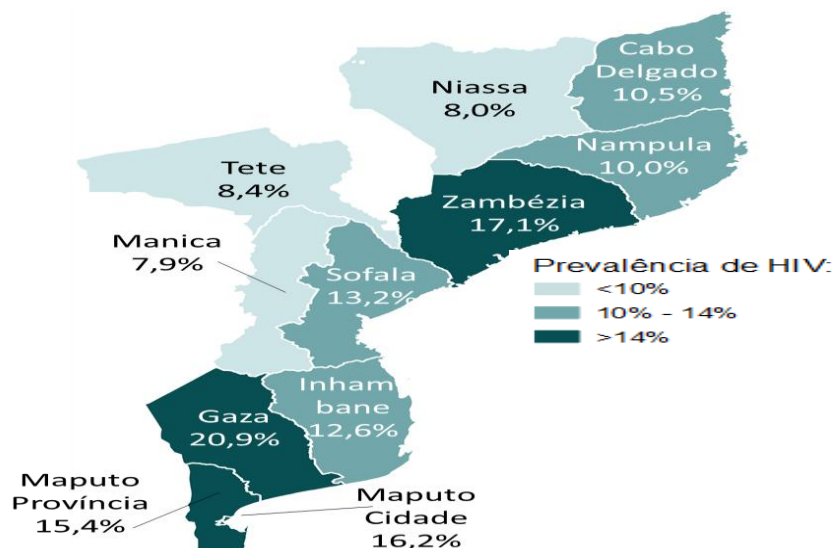 Cabo
Delgado
10,5%
Niassa
8,0%
Nampula
10,0%
Tete
8,4%
Zambézia
17,1%
Manica
7,9%
Sofala
13,2%
Prevalência de HIV:
<10%
10% - 14%
>14%
Inham
bane
12,6%
Gaza
20,9%
Maputo
Província
15,4%
Maputo
Cidade
16,2%